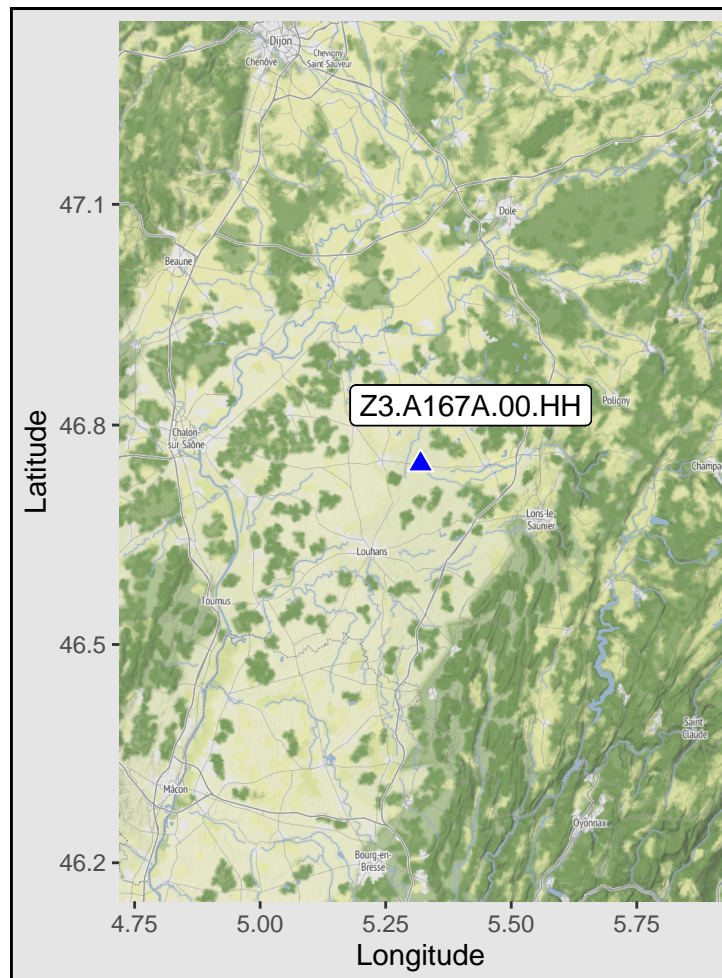 Dijon
Chenôve
Chevigny
Saint-Sauveur
47.1
Dole
Beaune
Z3.A167A.00.HH
46.8
Poligny
Chalon-
sur-Saône
Latitude
Champa
Lons-le-
Saunier
Louhans
Tournus
46.5
Saint-
Claude
Mâcon
Oyonnax
46.2
Bourg-en-
Bresse
4.75
5.00
5.25
5.50
5.75
Longitude